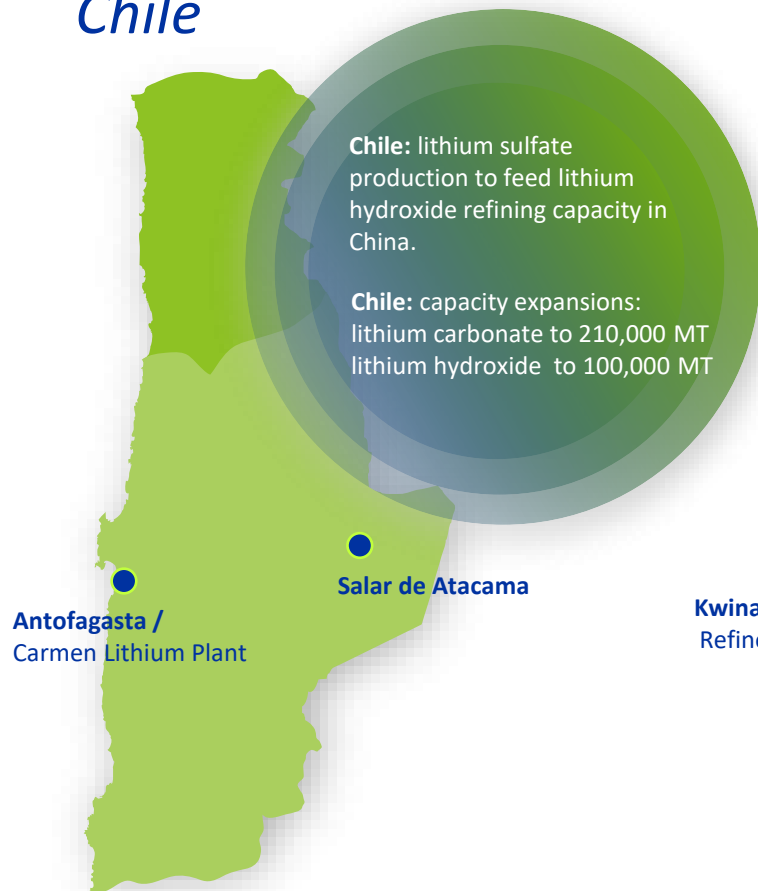 Chile
Chile: lithium sulfate
production to feed lithium
hydroxide refining capacity in
China.
Chile: capacity expansions:
lithium carbonate to 210,000 MT
lithium hydroxide to 100,000 MT
Salar de Atacama
Antofagasta /
Carmen Lithium Plant